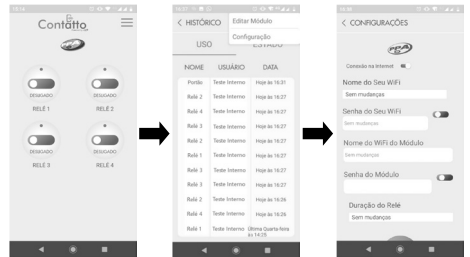 Contatto
DESLIGADO
DESLIGADO
RELÉ 1
RELÉ 2
DESLIGADO
DESLIGADO
RELÉ 3
RELÉ 4
HISTÓRICO
Editar Módulo
Configuração
USO
ESTADO
NOME USUÁRIO DATA
Portão Teste Interno Hoje às 16:31
Relé 2 Teste Interno Hoje às 16:27
Relé 4 Teste Interno Hoje às 16:27
Relé 3 Teste Interno Hoje às 16:27
Relé 2 Teste Interno Hoje às 16:27
Relé 1 Teste Interno Hoje às 16:27
Relé 3 Teste Interno Hoje às 16:27
Relé 3 Teste Interno Hoje às 16:27
Relé 2 Teste Interno Hoje às 16:26
Relé 4 Teste Interno Hoje às 16:26
Relé 1 Teste Interno Última Quarta-feira
às 14:25
CONFIGURAÇÕES
Conexão na Internet
Nome do Seu WiFi
Sem mudanças
Senha do Seu WiFi
Sem mudanças
Nome do WiFi do Módulo
Sem mudanças
Senha do Módulo
Duração do Relé
Sem mudanças